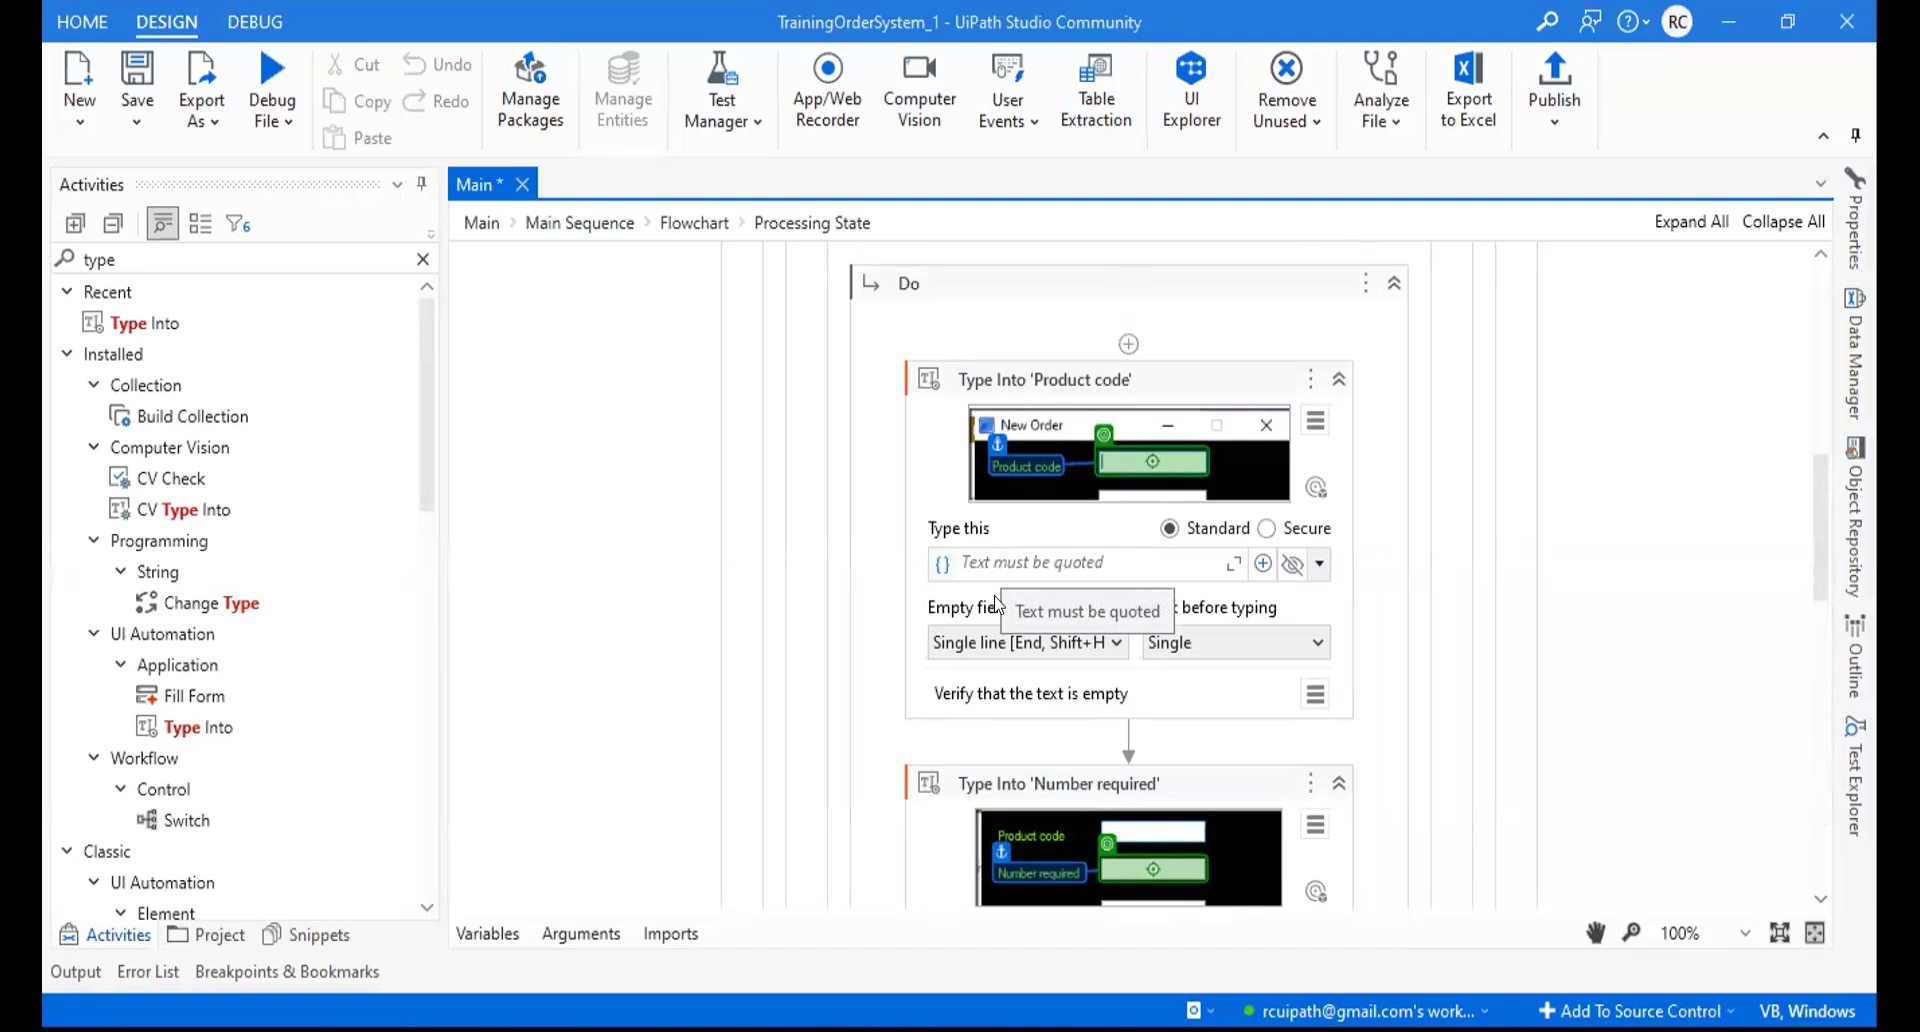 HOME DESIGN DEBUG
TrainingOrderSystem_1 - UiPath Studio Community
RC
New
Save
Export As
Debug File
Cut
Copy
Paste
Undo
Redo
Manage Packages
Manage Entities
Test Manager
App/Web Recorder
Computer Vision
User Events
Table Extraction
UI Explorer
Remove Unused
Analyze File
Export to Excel
Publish
Activities
6
type
Recent
Type Into
Installed
Collection
Build Collection
Computer Vision
CV Check
CV Type Into
Programming
String
Change Type
UI Automation
Application
Fill Form
Type Into
Workflow
Control
Switch
Classic
UI Automation
Element
Activities Project Snippets
Main *
Main Main Sequence Flowchart Processing State
Expand All Collapse All
Do
Type Into 'Product code'
New Order
Product code
Type this
Standard Secure
Text must be quoted
Empty fie
Text must be quoted
before typing
Single line [End, Shift+H
Single
Verify that the text is empty
Type Into 'Number required'
Product code
Number required
Variables Arguments Imports
100%
Properties
Data Manager
Object Repository
Outline
Test Explorer
Output Error List Breakpoints & Bookmarks
rcuipath@gmail.com's work...
Add To Source Control
VB, Windows